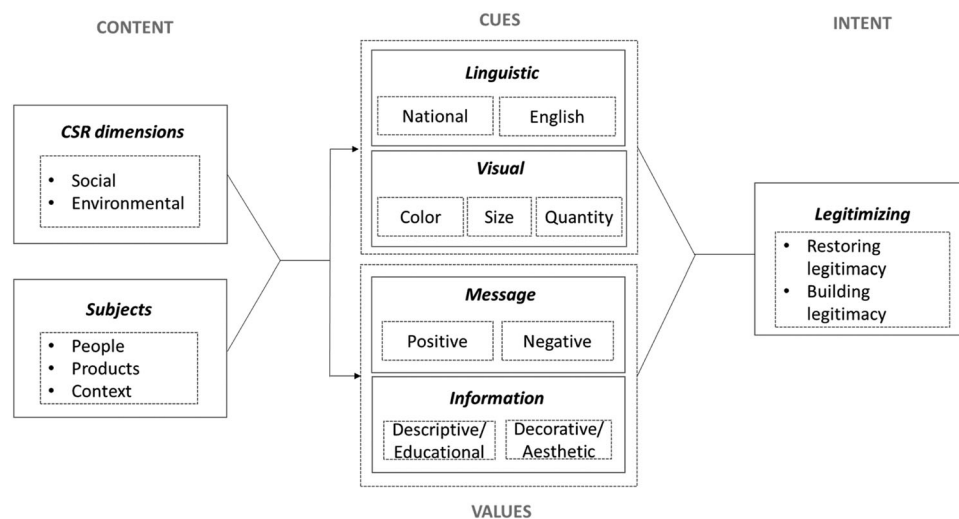 CONTENT
CUES
INTENT
CSR dimensions
• Social
• Environmental
Subjects
• People
• Products
• Context
Linguistic
National
English
Visual
Color
Size
Quantity
Message
Positive
Negative
Information
Descriptive/
Educational
Decorative/
Aesthetic
VALUES
Legitimizing
• Restoring
legitimacy
• Building
legitimacy